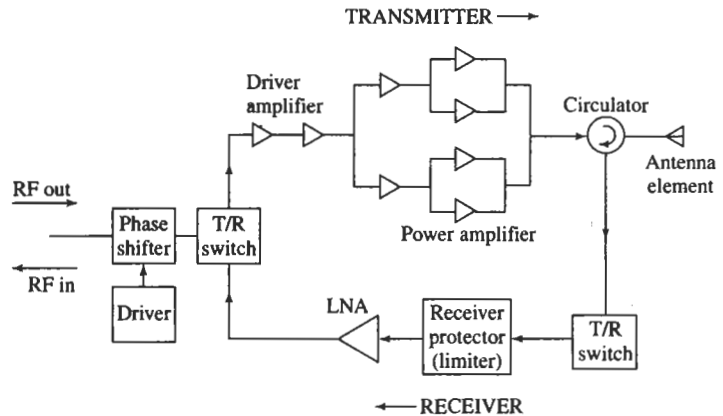 TRANSMITTER
Driver
amplifier
Circulator
Antenna
element
RF out
Phase
shifter
T/R
switch
Power amplifier
RF in
Driver
LNA
Receiver
protector
(limiter)
T/R
switch
RECEIVER